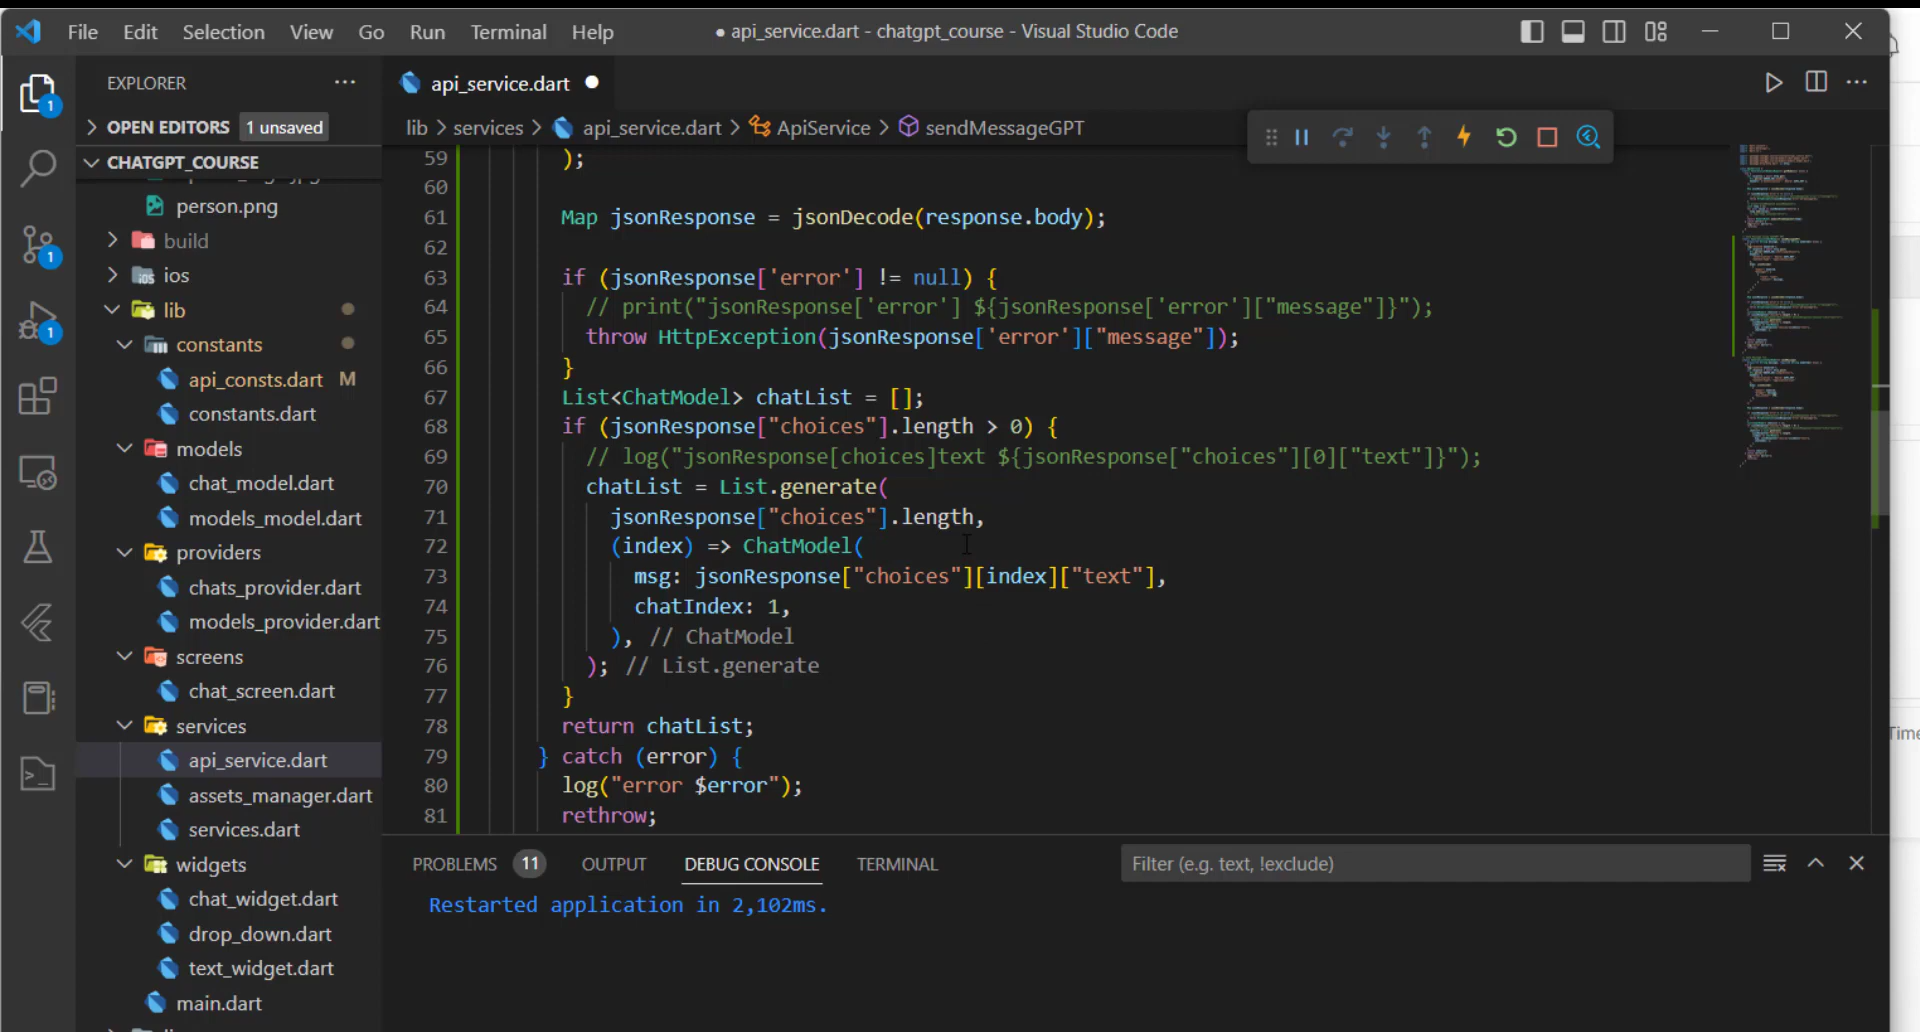 File Edit Selection View Go Run Terminal Help
● api_service.dart - chatgpt_course - Visual Studio Code
EXPLORER
OPEN EDITORS 1 unsaved
CHATGPT_COURSE
person.png
build
ios
lib
constants
api_consts.dart M
constants.dart
models
chat_model.dart
models_model.dart
providers
chats_provider.dart
models_provider.dart
screens
chat_screen.dart
services
api_service.dart
assets_manager.dart
services.dart
widgets
chat_widget.dart
drop_down.dart
text_widget.dart
main.dart
1
1
1
api_service.dart ●
lib > services > api_service.dart > ApiService > sendMessageGPT
59 );
60
61 Map jsonResponse = jsonDecode(response.body);
62
63 if (jsonResponse['error'] != null) {
64 // print("jsonResponse['error'] ${jsonResponse['error']["message"]}");
65 throw HttpException(jsonResponse['error']["message"]);
66 }
67 List<ChatModel> chatList = [];
68 if (jsonResponse["choices"].length > 0) {
69 // log("jsonResponse[choices]text ${jsonResponse["choices"][0]["text"]}");
70 chatList = List.generate(
71 jsonResponse["choices"].length,
72 (index) => ChatModel(
73 msg: jsonResponse["choices"][index]["text"],
74 chatIndex: 1,
75 ), // ChatModel
76 ); // List.generate
77 }
78 return chatList;
79 } catch (error) {
80 log("error $error");
81 rethrow;
PROBLEMS 11 OUTPUT DEBUG CONSOLE TERMINAL
Filter (e.g. text, !exclude)
Restarted application in 2,102ms.